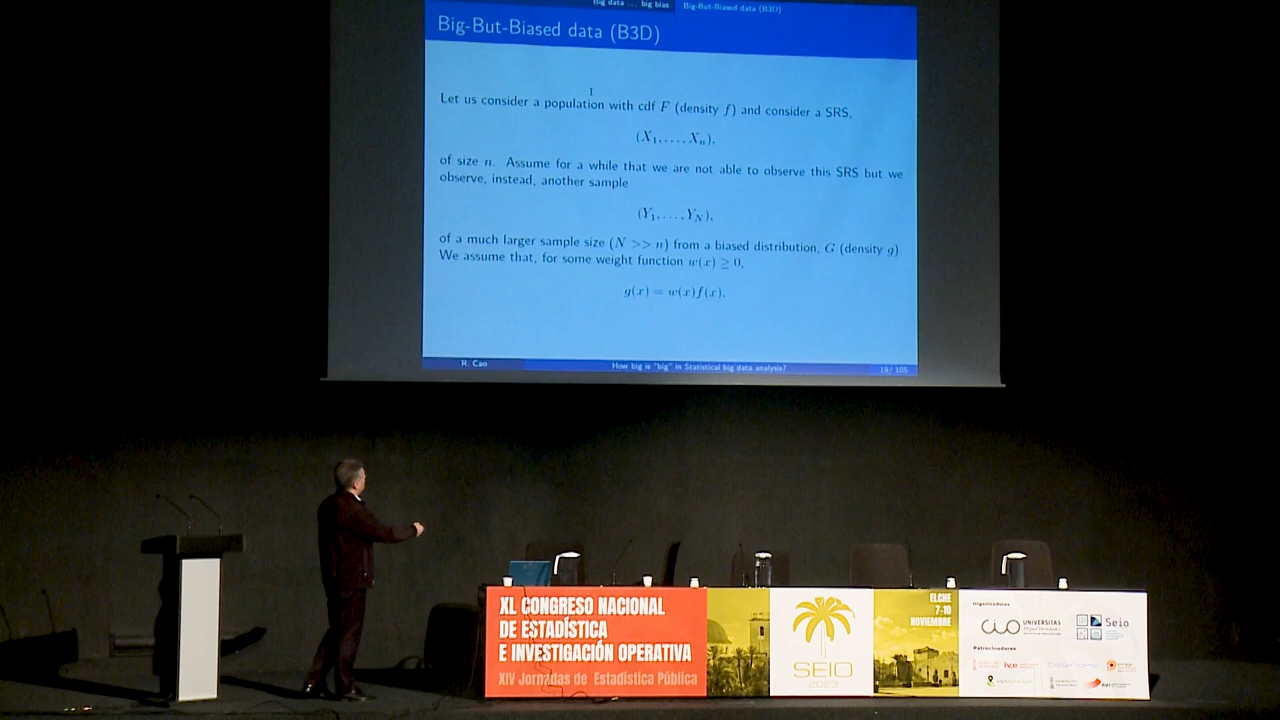 Big data ... big bias
Big-But-Biased data (B3D)
Big-But-Biased data (B3D)
Let us consider a population with cdf F (density f) and consider a SRS,
(X₁, . . . , Xₙ),
of size n. Assume for a while that we are not able to observe this SRS but we
observe, instead, another sample
(Y₁, . . . , Y_N),
of a much larger sample size (N >> n) from a biased distribution, G (density g).
We assume that, for some weight function w(x) ≥ 0,
g(x) = w(x)f(x).
R. Cao
How big is "big" in Statistical big data analysis?
19/ 105
XL CONGRESO NACIONAL
DE ESTADÍSTICA
E INVESTIGACIÓN OPERATIVA
XIV Jornadas de Estadística Pública
SEIO
2023
ELCHE
7-10
NOVIEMBRE
organizadores
CIO
UNIVERSITAS
Miguel Hernández
Seio
Patrocinadores